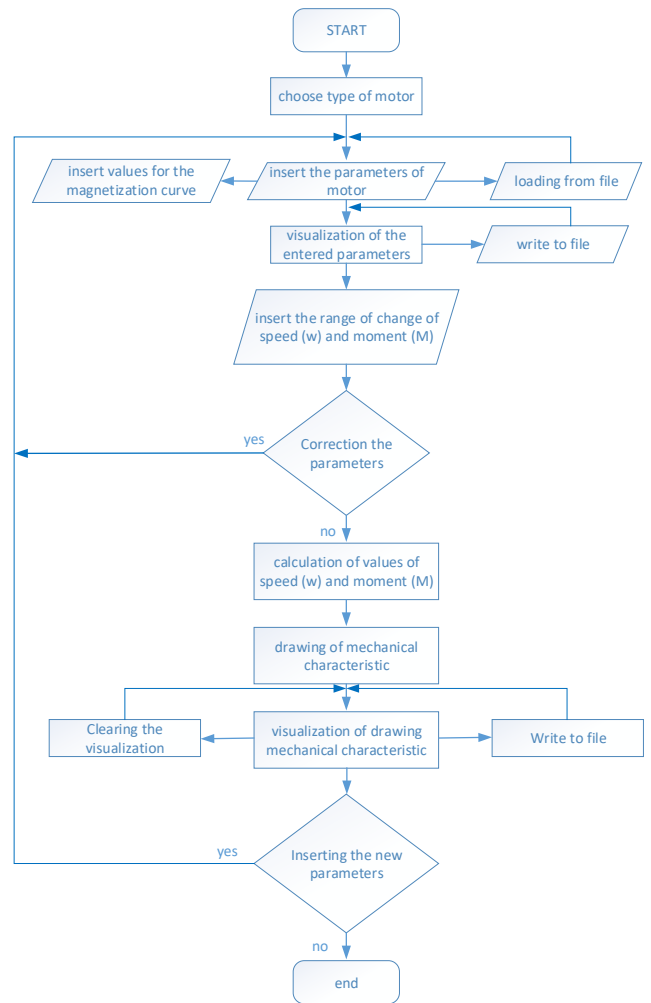 START
choose type of motor
insert values for the
magnetization curve
insert the parameters of
motor
loading from file
visualization of the
entered parameters
write to file
insert the range of change of
speed (w) and moment (M)
yes
Correction the
parameters
no
calculation of values of
speed (w) and moment (M)
drawing of mechanical
characteristic
Clearing the
visualization
visualization of drawing
mechanical characteristic
Write to file
yes
Inserting the new
parameters
no
end